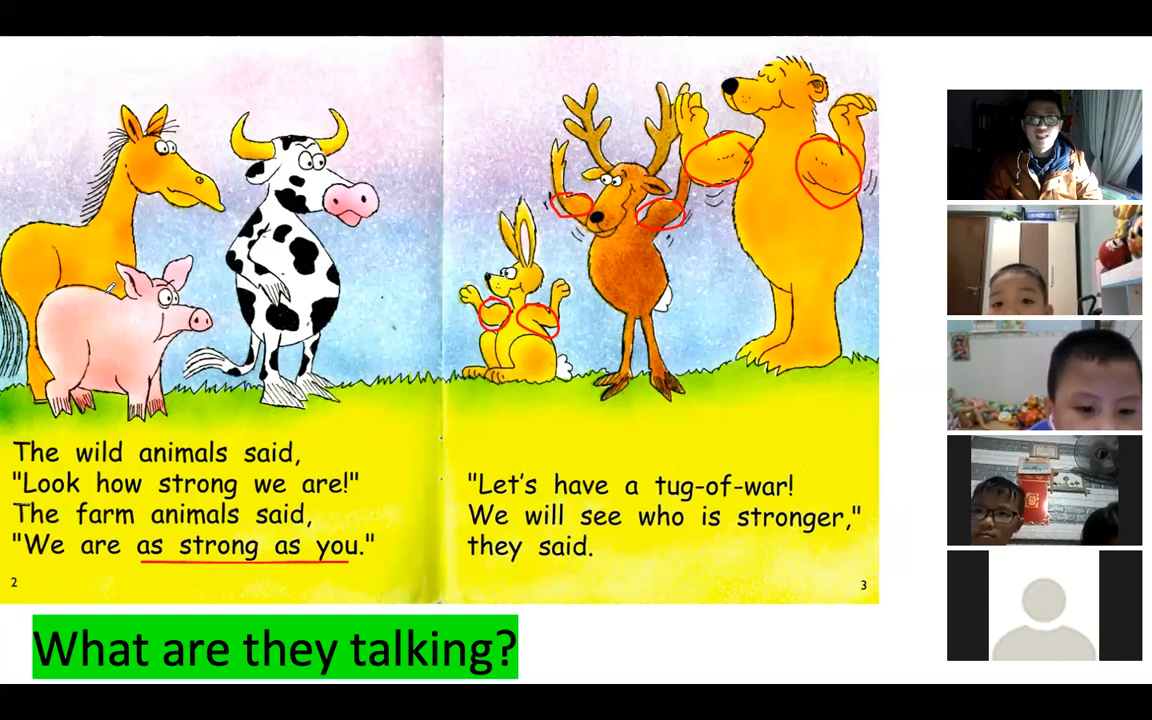 The wild animals said,
"Look how strong we are!"
The farm animals said,
"We are as strong as you."
2
"Let's have a tug-of-war!
We will see who is stronger,"
they said.
3
What are they talking?